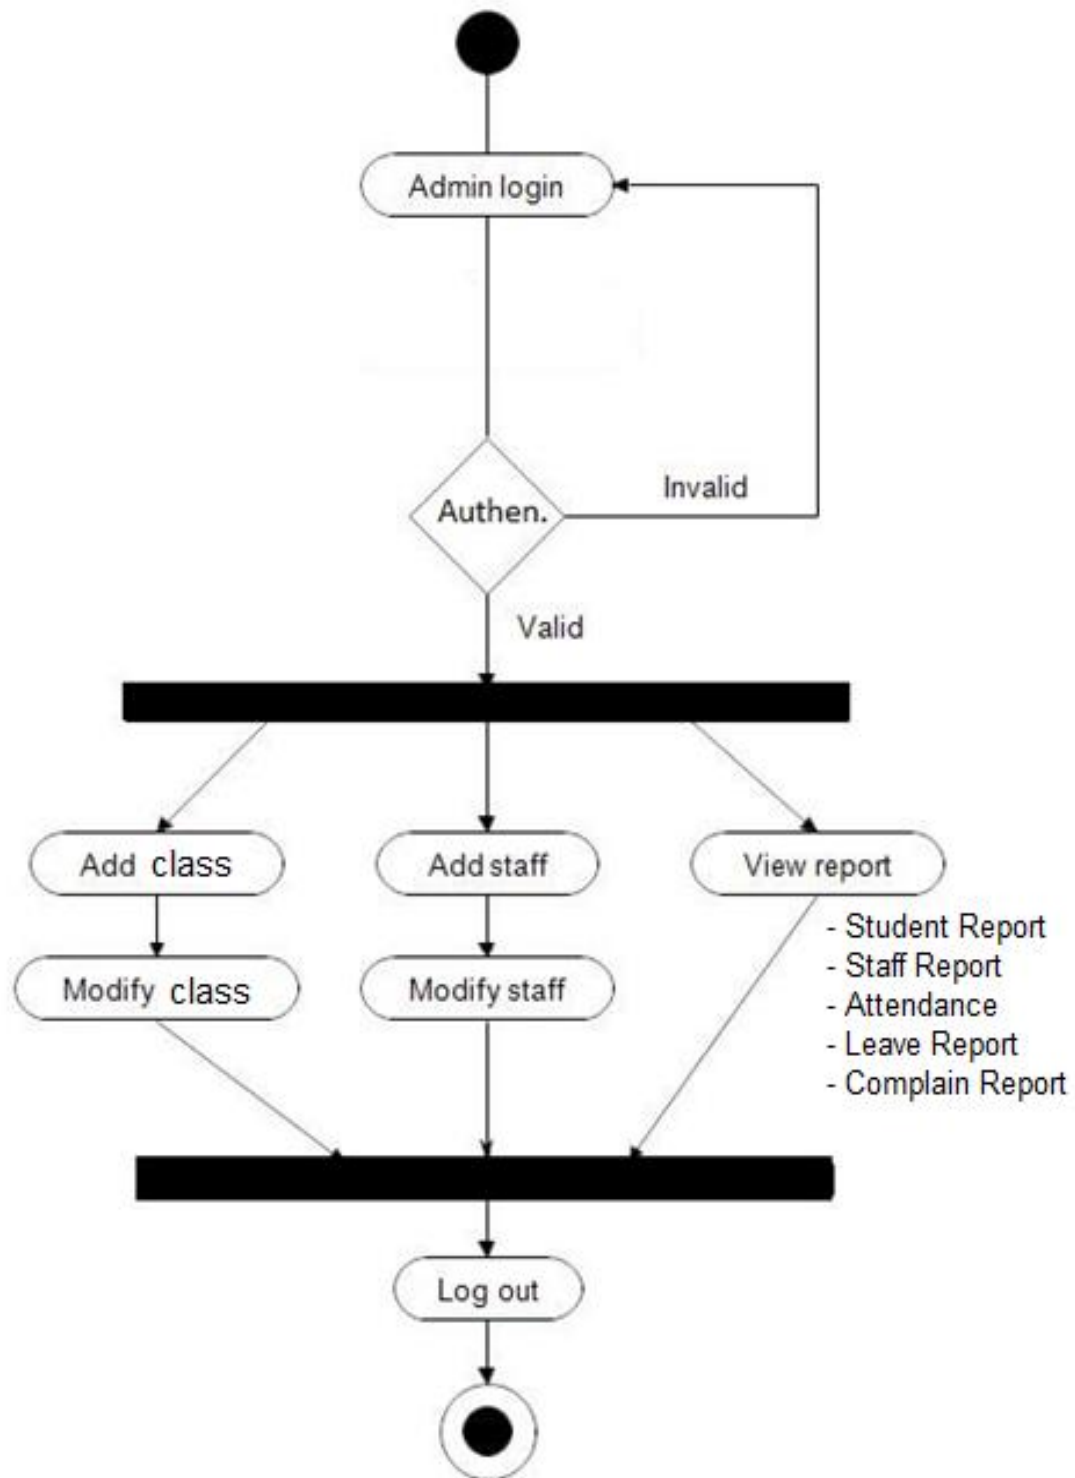 Admin login
Invalid
Authen.
Valid
Add class
Add staff
View report
- Student Report
- Staff Report
- Attendance
- Leave Report
- Complain Report
Modify class
Modify staff
Log out